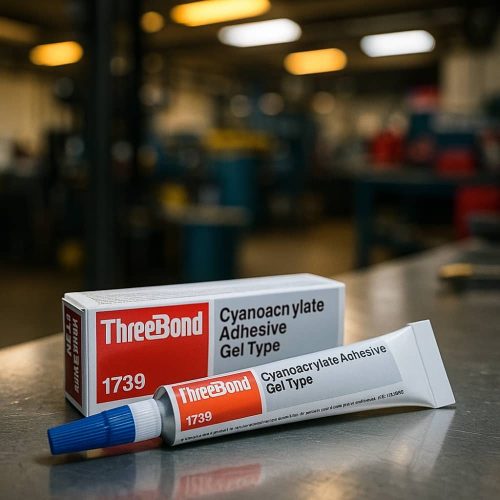 ThreeBond
1739
Cyanoacnylate
Adhesive
Gel Type
ThreeBond
1739
Cyanoacrylate Adhesive
Gel Type